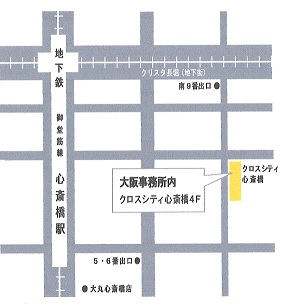 地下鉄
御堂筋線
心斎橋駅
クリスタ長堀(地下街)
南9番出口●
クロスシティ
心斎橋
大阪事務所内
クロスシティ心斎橋4F
5・6番出口●
●大丸心斎橋店